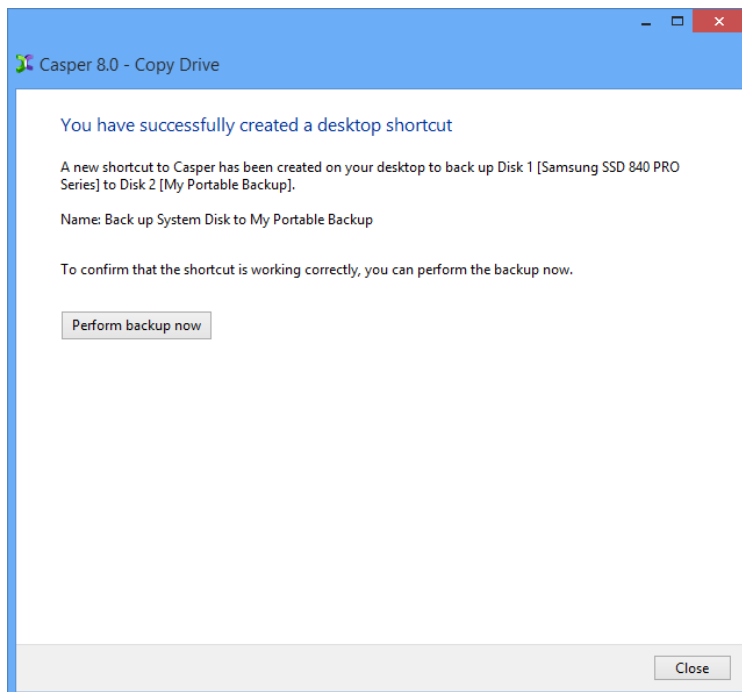 Casper 8.0 - Copy Drive
You have successfully created a desktop shortcut
A new shortcut to Casper has been created on your desktop to back up Disk 1 [Samsung SSD 840 PRO
Series] to Disk 2 [My Portable Backup].
Name: Back up System Disk to My Portable Backup
To confirm that the shortcut is working correctly, you can perform the backup now.
Perform backup now
Close